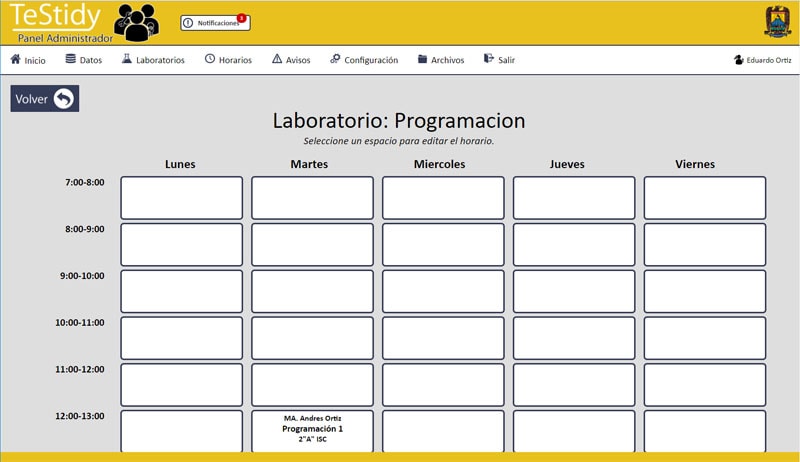 TeStidy
Panel Administrador
Notificaciones
Inicio
Datos
Laboratorios
Horarios
Avisos
Configuración
Archivos
Salir
Eduardo Ortiz
Volver
Laboratorio: Programacion
Seleccione un espacio para editar el horario.
Lunes
Martes
Miercoles
Jueves
Viernes
7:00-8:00
8:00-9:00
9:00-10:00
10:00-11:00
11:00-12:00
12:00-13:00
MA. Andres Ortiz
Programación 1
2"A" ISC